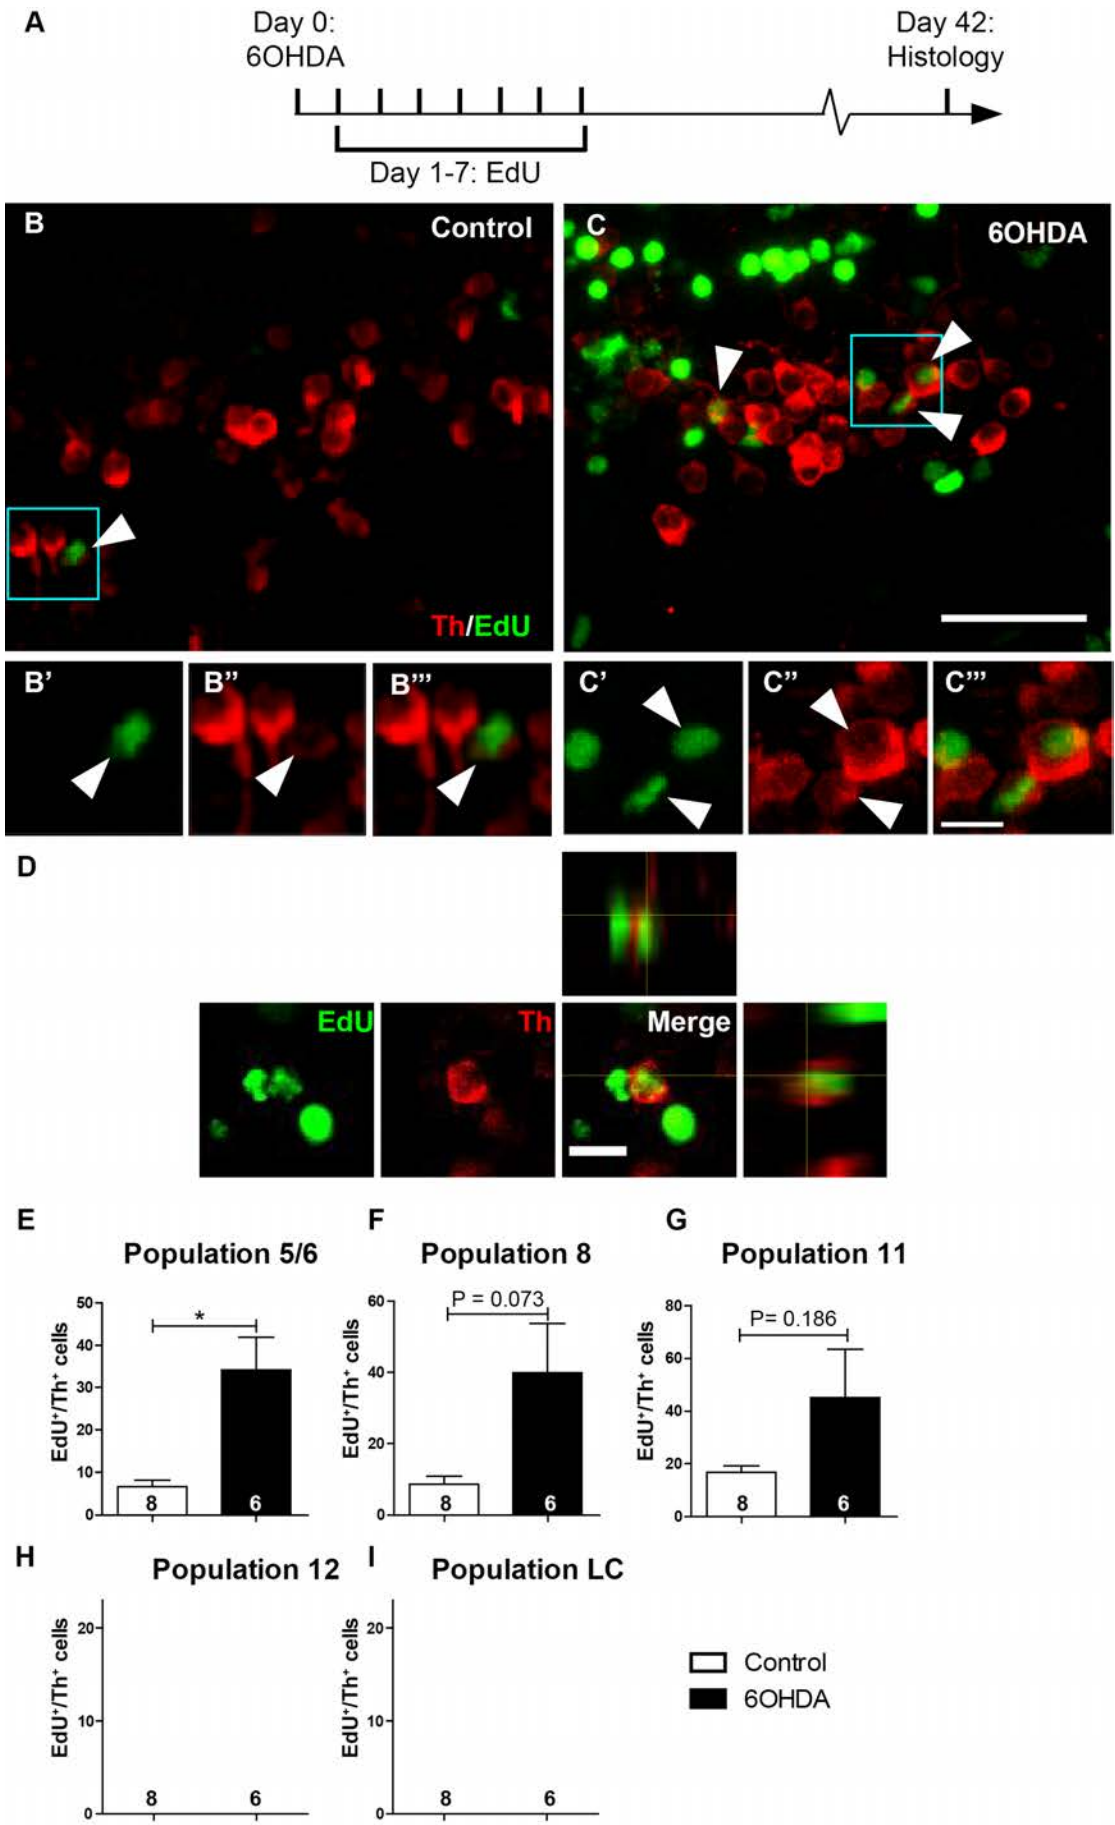 A
Day 0:
6OHDA
Day 42:
Histology
Day 1-7: EdU
B
Control
Th/EdU
C
6OHDA
B’
B’’
B’’’
C’
C’’
C’’’
D
EdU
Th
Merge
E
Population 5/6
EdU⁺/Th⁺ cells
50
40
30
20
10
0
*
8
6
F
Population 8
EdU⁺/Th⁺ cells
60
40
20
0
P = 0.073
8
6
G
Population 11
EdU⁺/Th⁺ cells
80
60
40
20
0
P= 0.186
8
6
H
Population 12
EdU⁺/Th⁺ cells
20
10
0
8
6
I
Population LC
EdU⁺/Th⁺ cells
20
10
0
8
6
Control
6OHDA